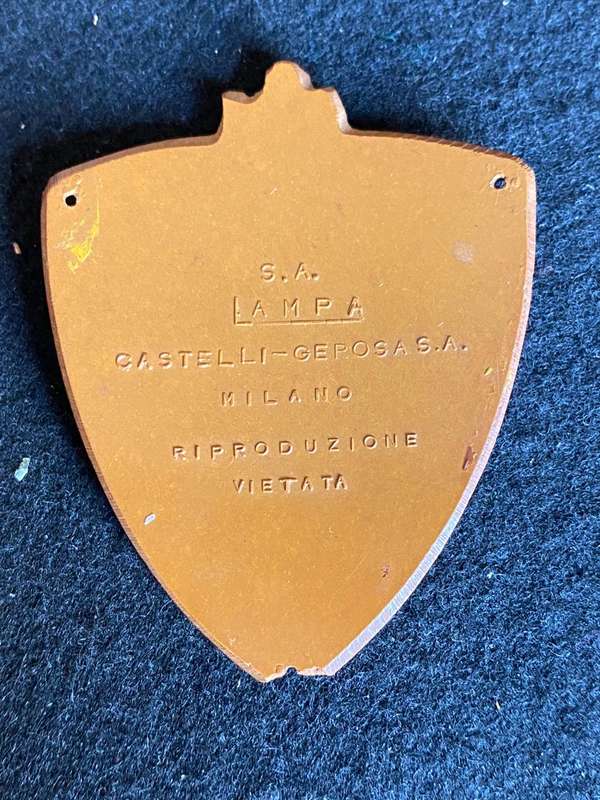 S.A.
LAMPA
CASTELLI-GEROSA S.A.
MILANO
RIPRODUZIONE
VIETATA